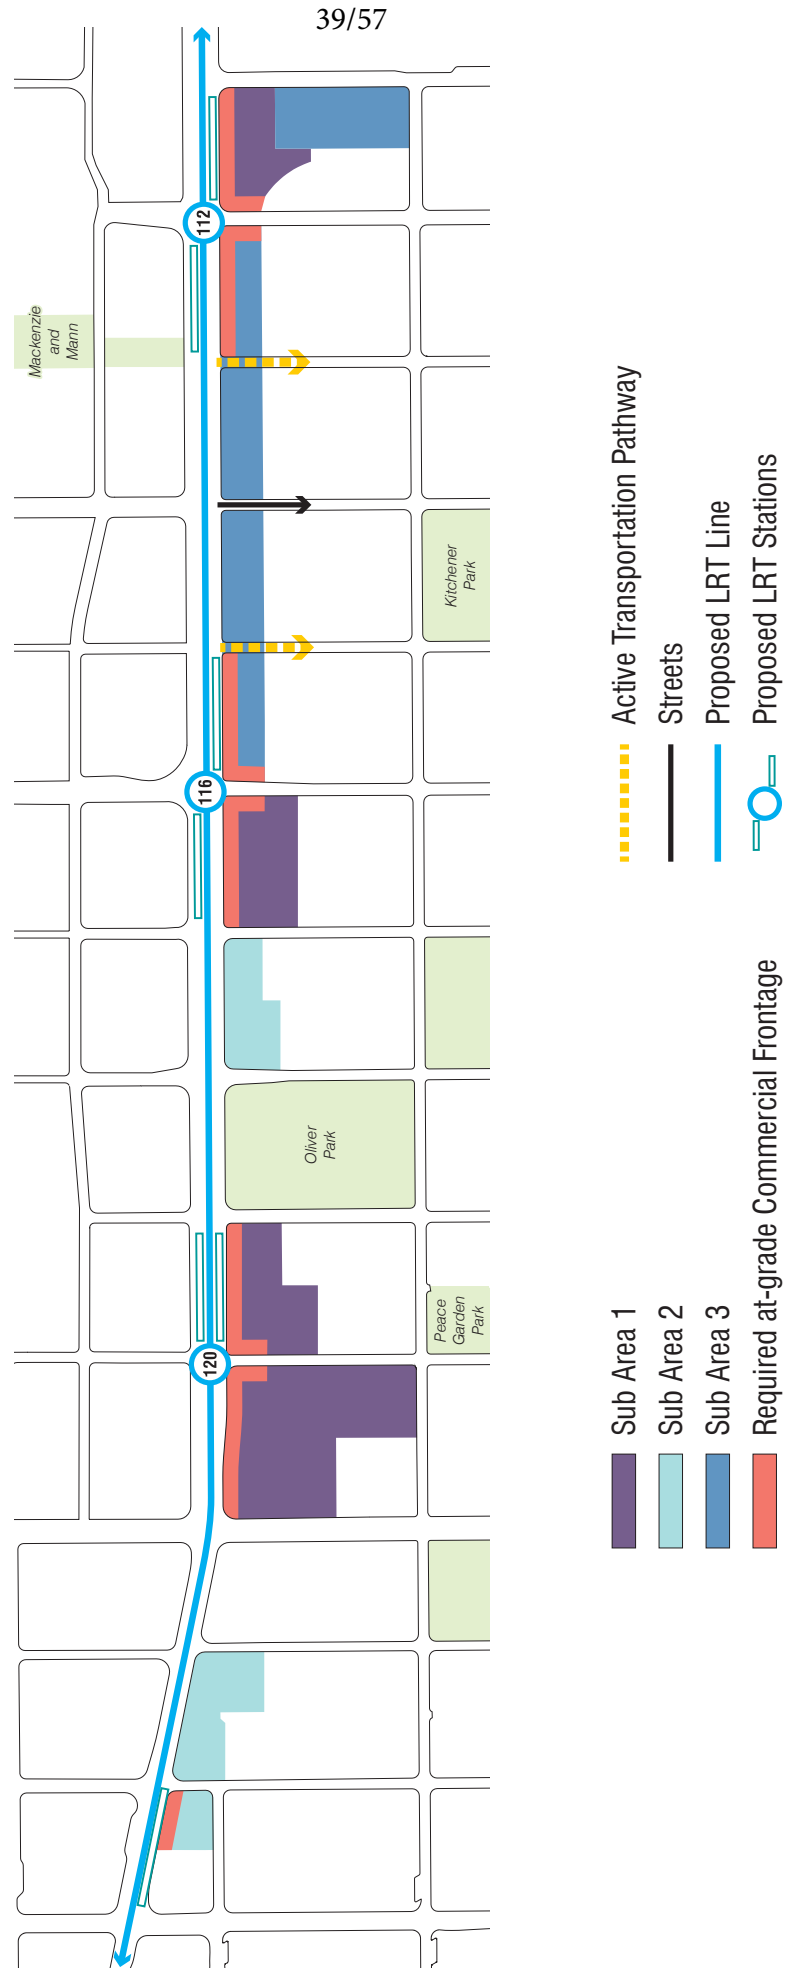 39/57
112
Mackenzie
and
Mann
Kitchener
Park
116
Oliver
Park
Peace
Garden
Park
120
Active Transportation Pathway
Streets
Proposed LRT Line
Proposed LRT Stations
Sub Area 1
Sub Area 2
Sub Area 3
Required at-grade Commercial Frontage